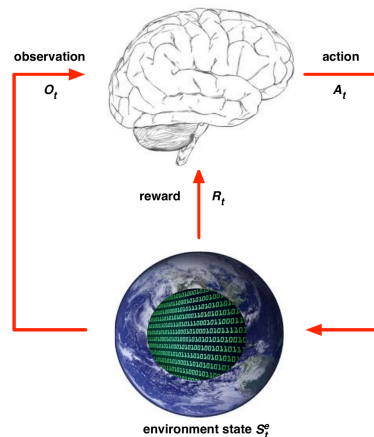 observation
action
O_t
A_t
reward
R_t
environment state S_t^e